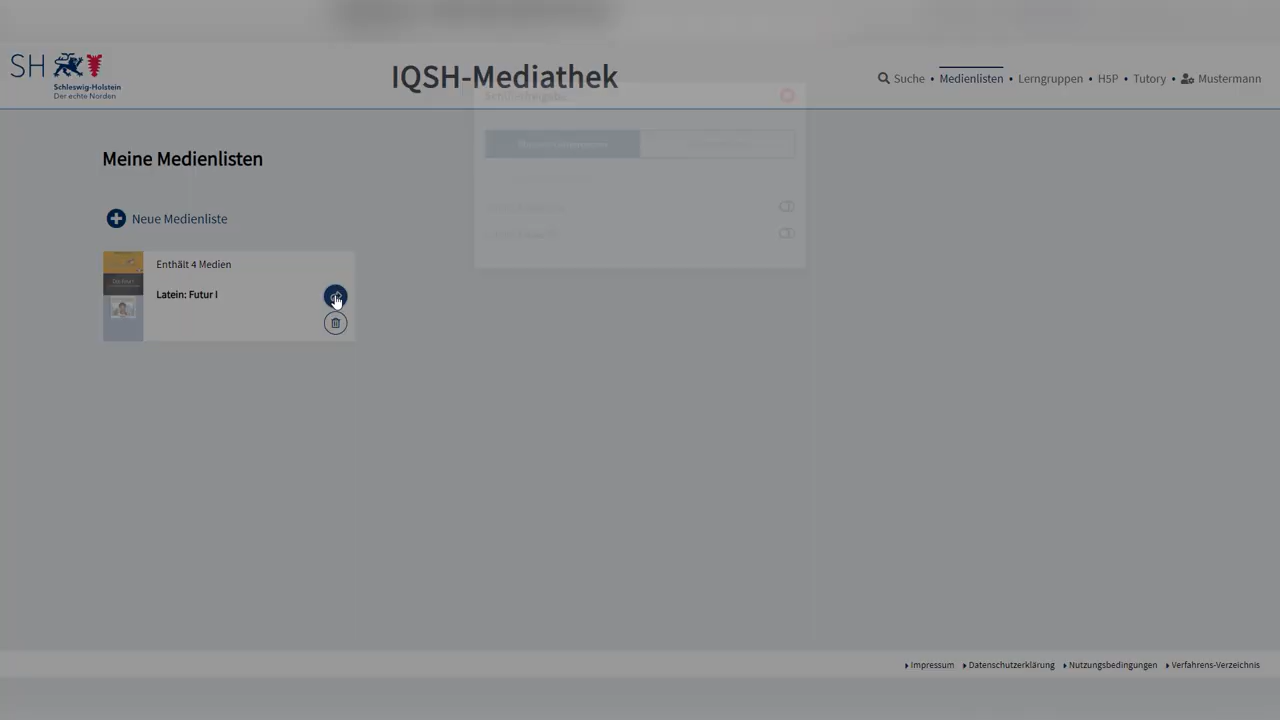 SH
Schleswig-Holstein
Der echte Norden
IQSH-Mediathek
Suche • Medienlisten • Lerngruppen • H5P • Tutory • Mustermann
Meine Medienlisten
Neue Medienliste
Enthält 4 Medien
Latein: Futur I
Impressum Datenschutzerklärung Nutzungsbedingungen Verfahrens-Verzeichnis